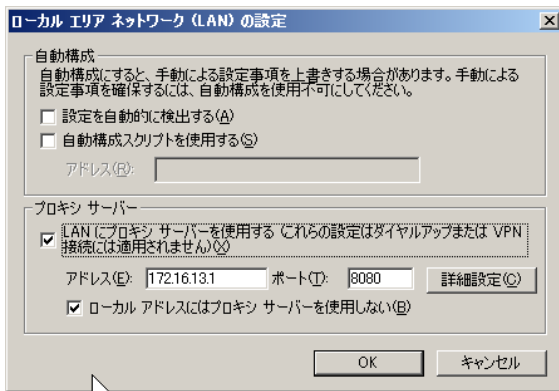 ローカル エリア ネットワーク (LAN) の設定
自動構成
自動構成にすると、手動による設定事項を上書きする場合があります。手動による
設定事項を確保するには、自動構成を使用不可にしてください。
設定を自動的に検出する(A)
自動構成スクリプトを使用する(S)
アドレス(R):
プロキシ サーバー
LAN にプロキシ サーバーを使用する (これらの設定はダイヤルアップまたは VPN
接続には適用されません)(X)
アドレス(E): 172.16.13.1 ポート(T): 8080 詳細設定(C)
ローカル アドレスにはプロキシ サーバーを使用しない(B)
OK キャンセル